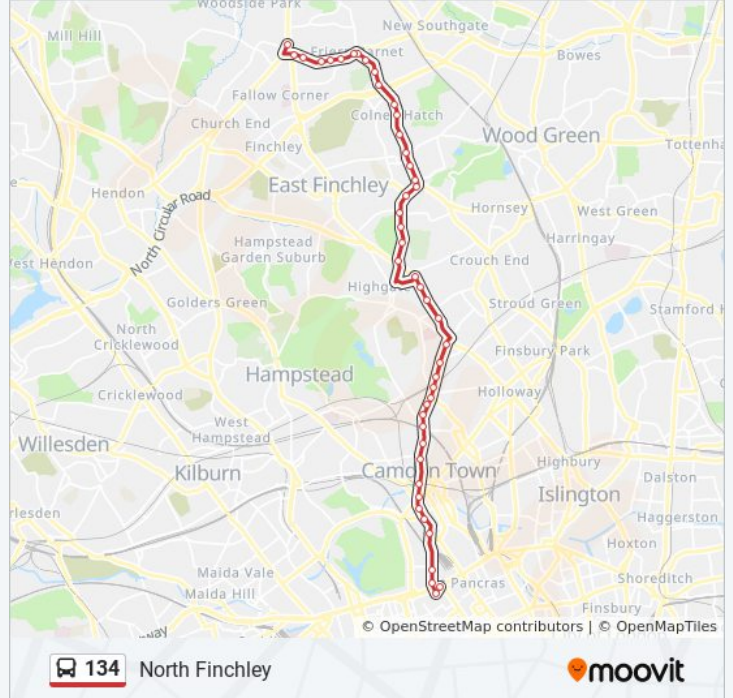 Woodside Park
New Southgate
Mill Hill
Friern Barnet
Bowes
Fallow Corner
Church End
Colney Hatch
Finchley
Wood Green
Tottenha
East Finchley
Hendon
North Circular Road
Hornsey
West Green
Hampstead
Garden Suburb
Harringay
West Hendon
Crouch End
Highgate
Golders Green
Stroud Green
Stamford H
North
Cricklewood
Finsbury Park
Hampstead
Cricklewood
Holloway
West
Hampstead
Willesden
Kilburn
Camden Town
Highbury
Dalston
Islington
rlesden
Haggerston
Hoxton
Maida Vale
Pancras
Shoreditch
Maida Hill
Finsbury
way
© OpenStreetMap contributors | © OpenMapTiles
134 North Finchley
moovit